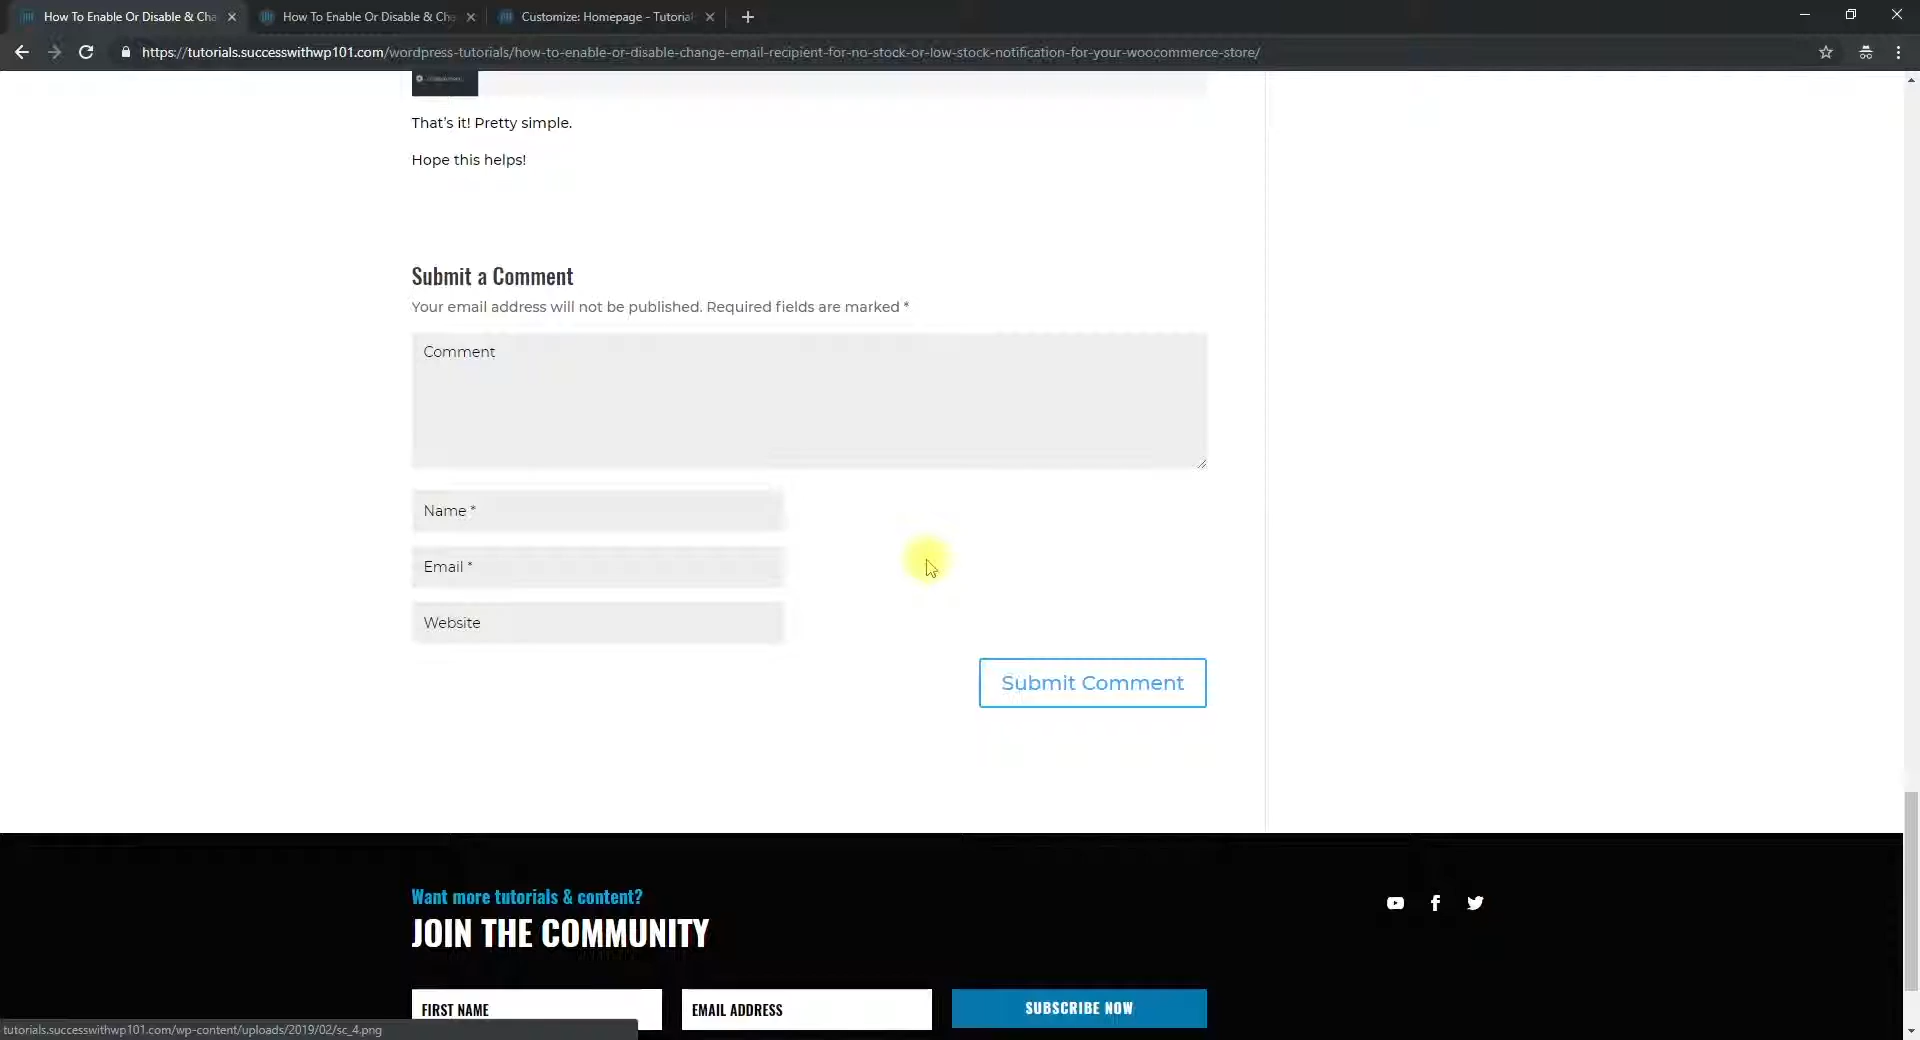 How To Enable Or Disable & Cha
How To Enable Or Disable & Ch
Customize: Homepage - Tutorial
https://tutorials.successwithwp101.com/wordpress-tutorials/how-to-enable-or-disable-change-email-recipient-for-no-stock-or-low-stock-notification-for-your-woocommerce-store/
That's it! Pretty simple.
Hope this helps!
Submit a Comment
Your email address will not be published. Required fields are marked *
Comment
Name *
Email *
Website
Submit Comment
Want more tutorials & content?
JOIN THE COMMUNITY
FIRST NAME
EMAIL ADDRESS
SUBSCRIBE NOW
tutorials.successwithwp101.com/wp-content/uploads/2019/02/sc_4.png